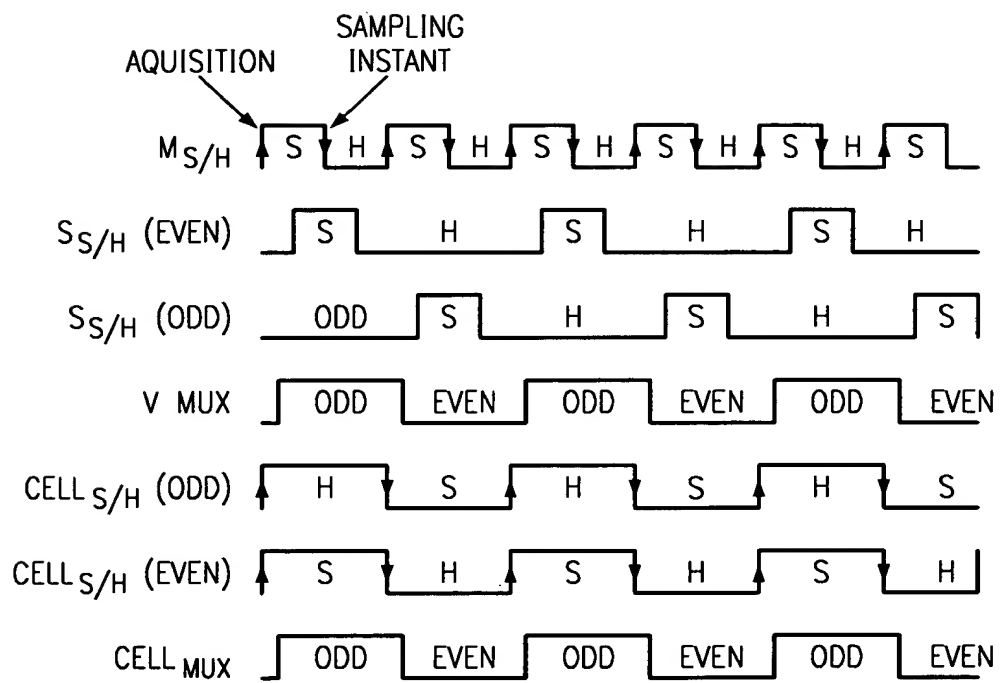 AQUISITION
SAMPLING
INSTANT
M S/H S H S H S H S H S H S
S S/H (EVEN) S H S H S H
S S/H (ODD) ODD S H S H S
V MUX ODD EVEN ODD EVEN ODD EVEN
CELL S/H (ODD) H S H S H S
CELL S/H (EVEN) S H S H S H
CELL MUX ODD EVEN ODD EVEN ODD EVEN